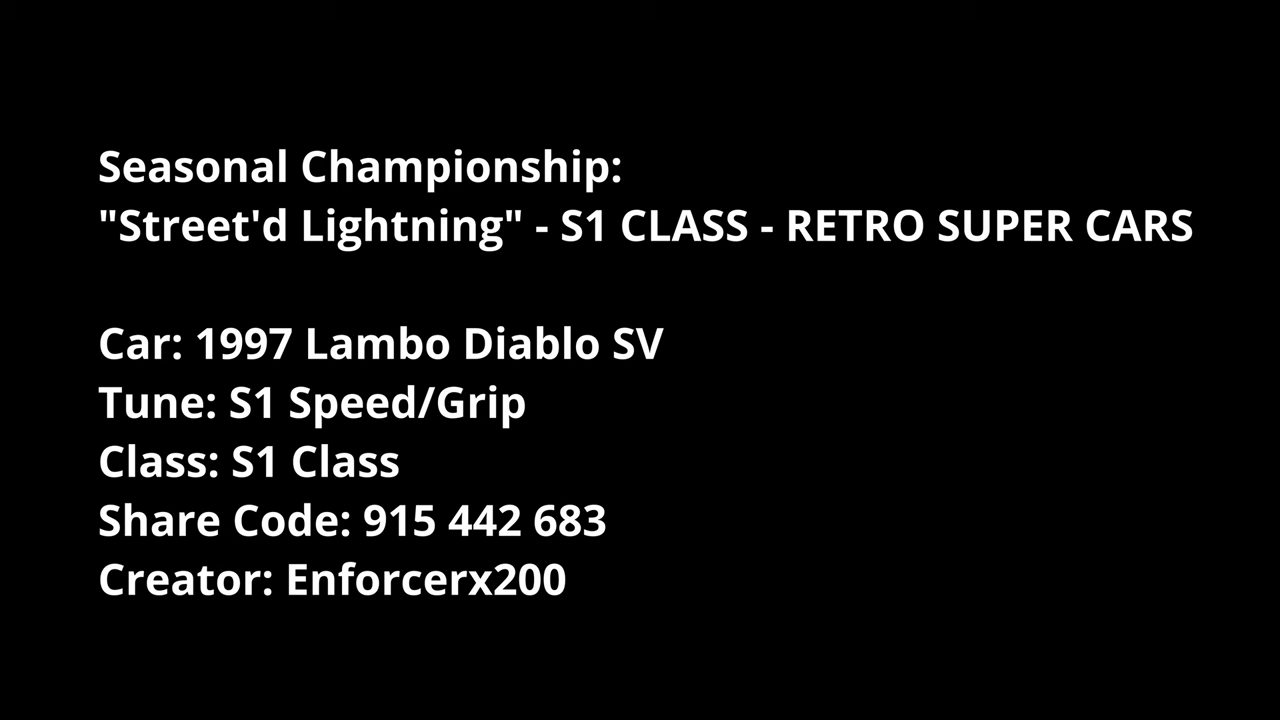 Seasonal Championship:
"Street'd Lightning" - S1 CLASS - RETRO SUPER CARS
Car: 1997 Lambo Diablo SV
Tune: S1 Speed/Grip
Class: S1 Class
Share Code: 915 442 683
Creator: Enforcerx200